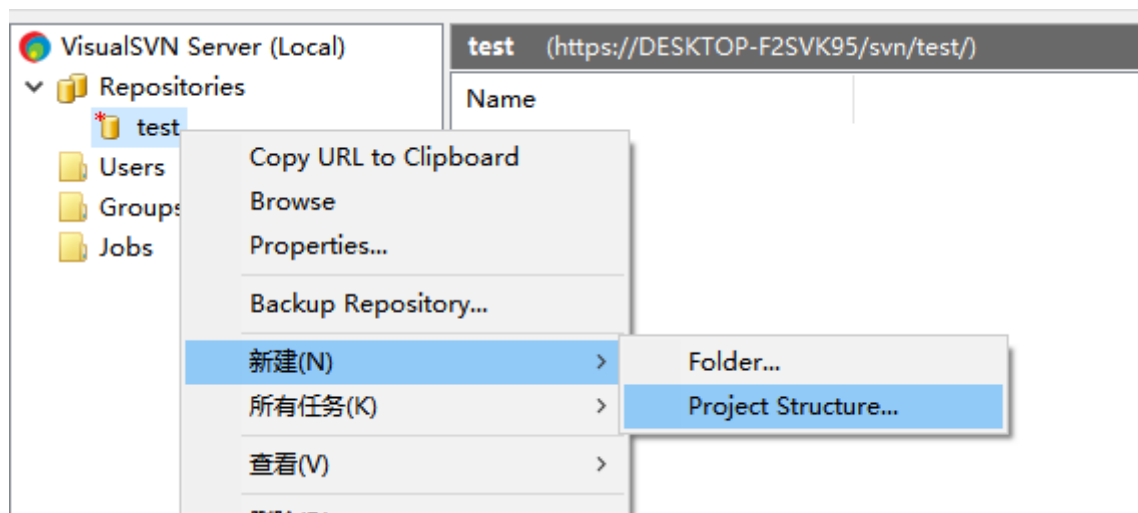 VisualSVN Server (Local)
test (https://DESKTOP-F2SVK95/svn/test/)
Repositories
Name
test
Users
Groups
Jobs
Copy URL to Clipboard
Browse
Properties...
Backup Repository...
新建(N)
Folder...
Project Structure...
所有任务(K)
查看(V)